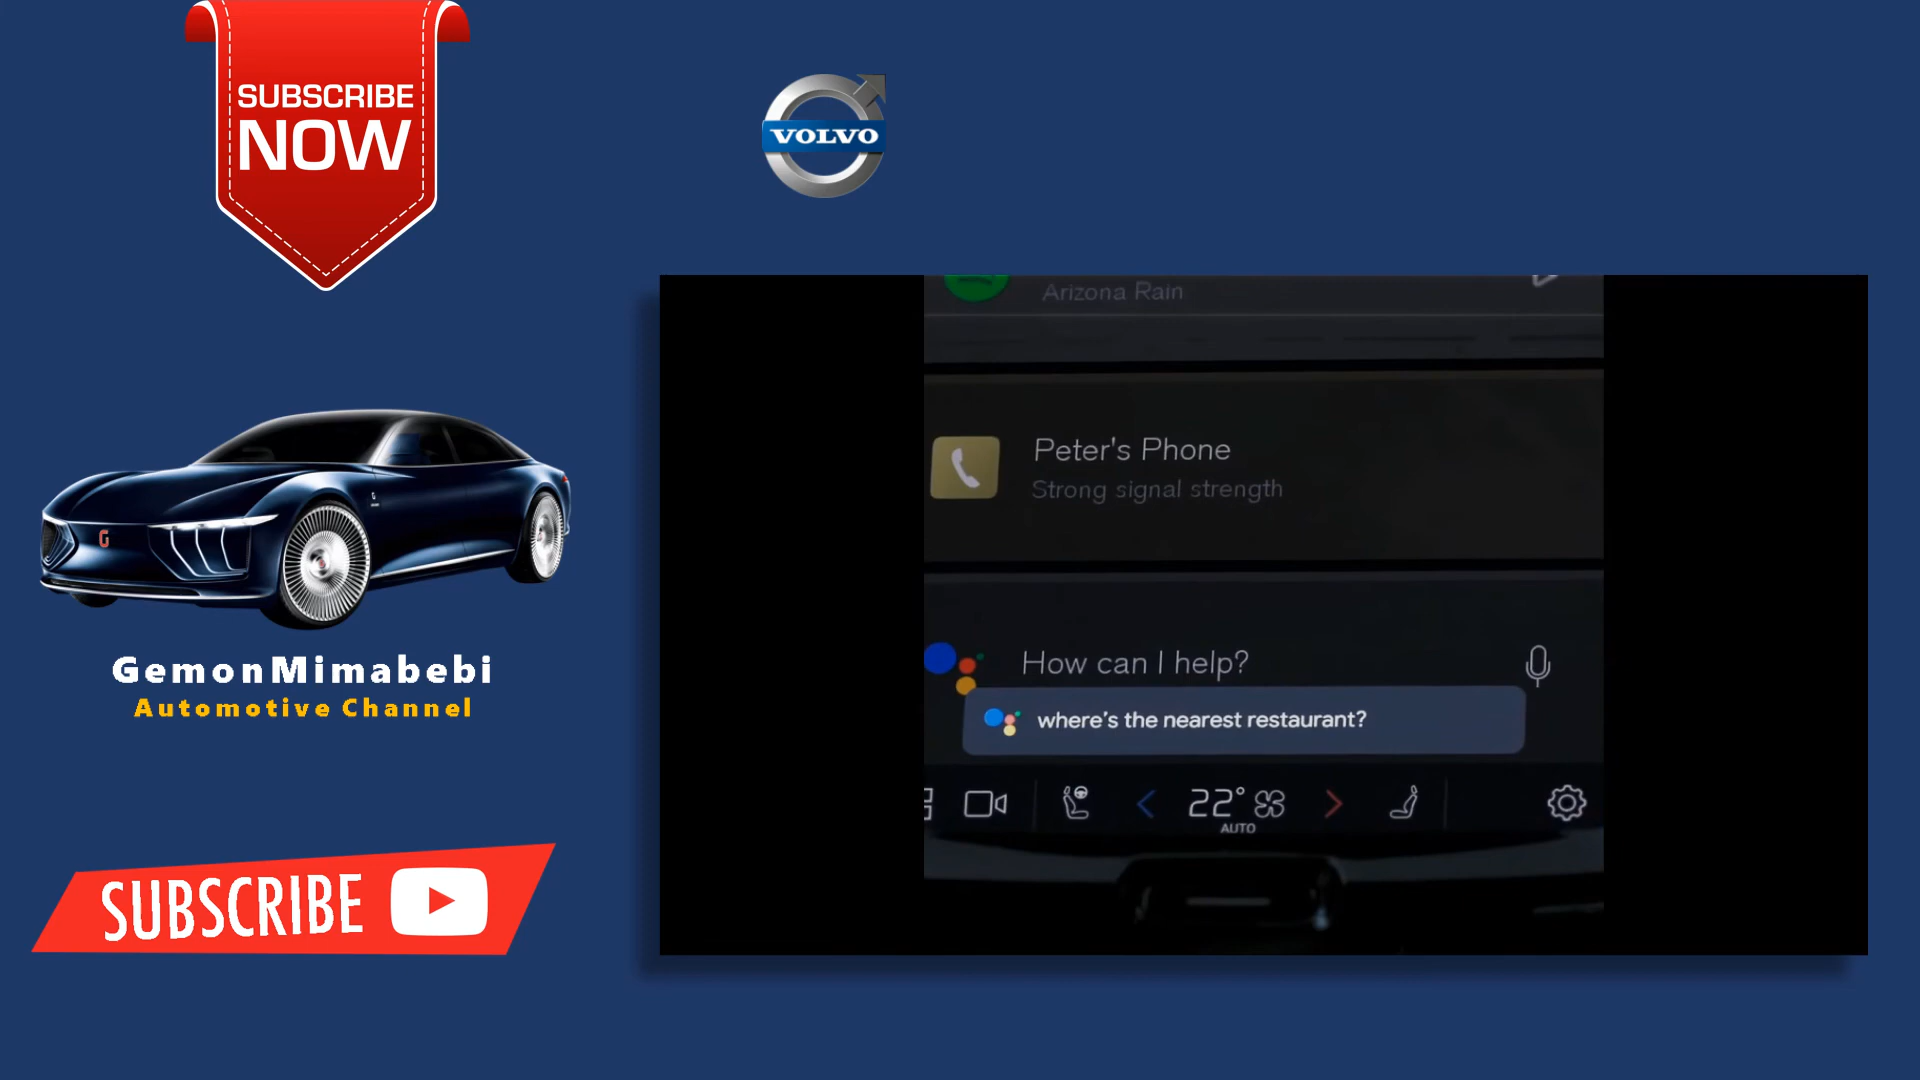 SUBSCRIBE
NOW
VOLVO
Arizona Rain
Peter's Phone
Strong signal strength
How can I help?
where's the nearest restaurant?
22°
AUTO
G
GemonMimabebi
Automotive Channel
SUBSCRIBE